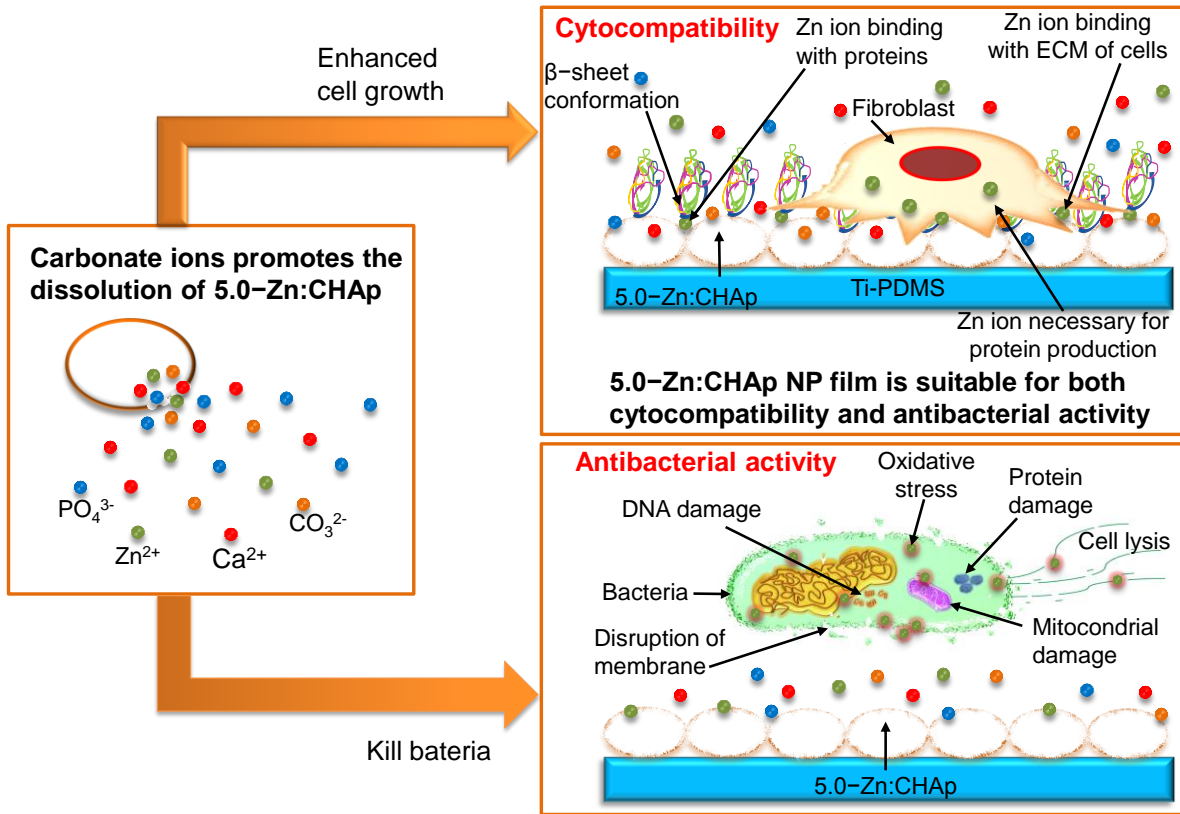 Enhanced
cell growth
Carbonate ions promotes the
dissolution of 5.0−Zn:CHAp
PO₄³⁻
Zn²⁺
Ca²⁺
CO₃²⁻
Kill bateria
Cytocompatibility
β−sheet
conformation
Zn ion binding
with proteins
Zn ion binding
with ECM of cells
Fibroblast
5.0−Zn:CHAp
Ti-PDMS
Zn ion necessary for
protein production
5.0−Zn:CHAp NP film is suitable for both
cytocompatibility and antibacterial activity
Antibacterial activity
Oxidative
stress
Protein
damage
DNA damage
Cell lysis
Bacteria
Disruption of
membrane
Mitocondrial
damage
5.0−Zn:CHAp